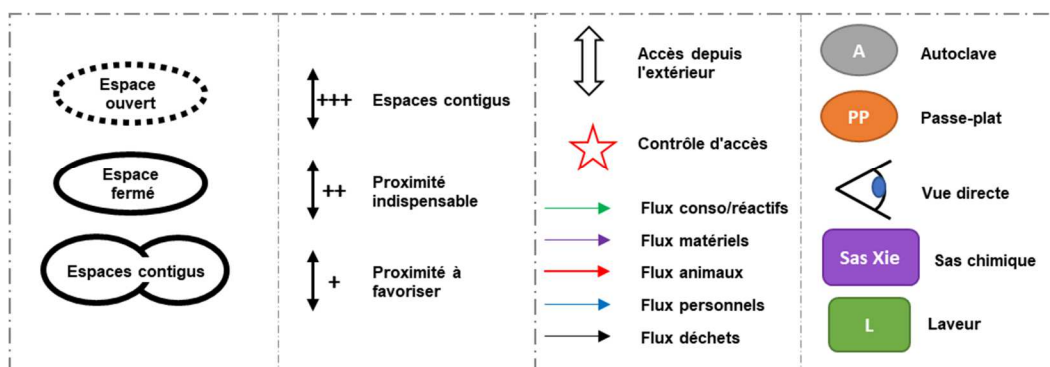 Espace
ouvert
Espace
fermé
Espaces contigus
+++ Espaces contigus
++ Proximité
indispensable
+ Proximité à
favoriser
Accès depuis
l'extérieur
Contrôle d'accès
Flux conso/réactifs
Flux matériels
Flux animaux
Flux personnels
Flux déchets
A Autoclave
PP Passe-plat
Vue directe
Sas Xie Sas chimique
L Laveur